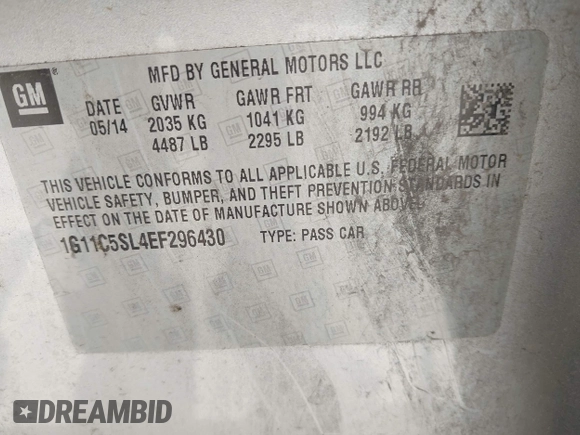 GM
MFD BY GENERAL MOTORS LLC
DATE GVWR GAWR FRT GAWR RR
05/14 2035 KG 1041 KG 994 KG
4487 LB 2295 LB 2192 LB
THIS VEHICLE CONFORMS TO ALL APPLICABLE U.S. FEDERAL MOTOR
VEHICLE SAFETY, BUMPER, AND THEFT PREVENTION STANDARDS IN
EFFECT ON THE DATE OF MANUFACTURE SHOWN ABOVE.
1G11C5SL4EF296430 TYPE: PASS CAR
DREAMBID